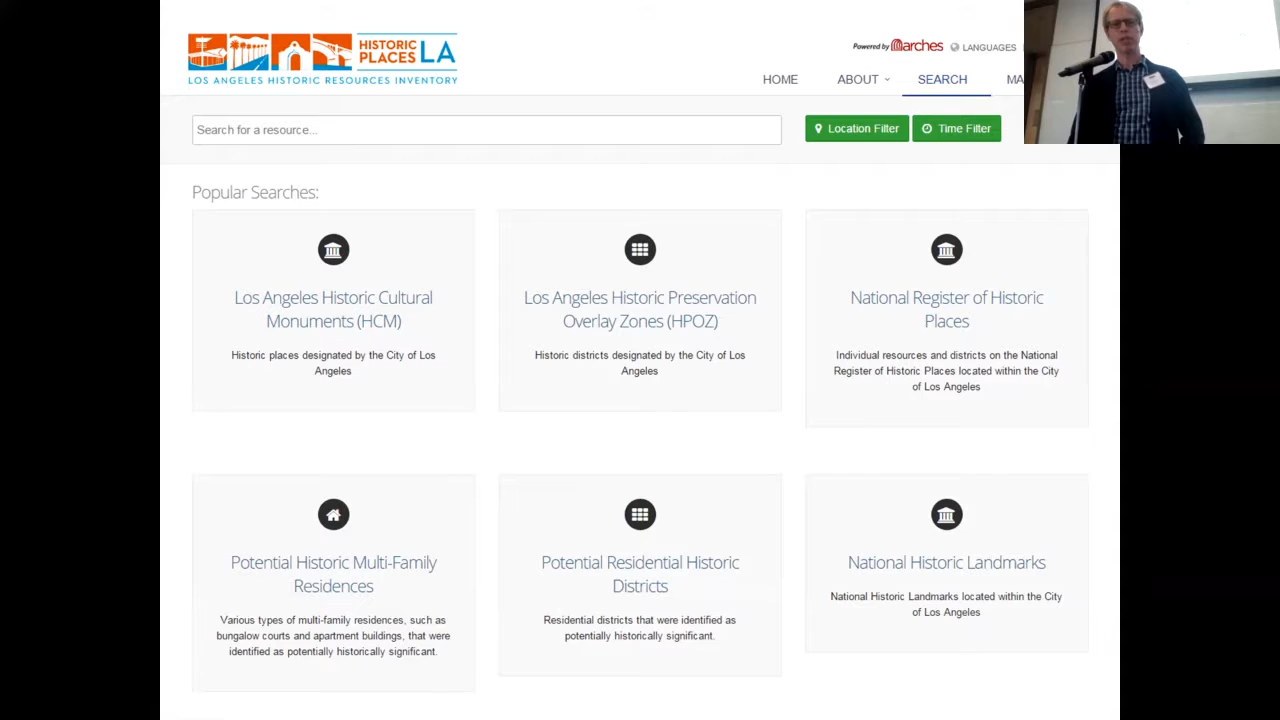 HISTORIC
PLACES LA
LOS ANGELES HISTORIC RESOURCES INVENTORY
Powered by arches
LANGUAGES
HOME
ABOUT
SEARCH
MA
Search for a resource...
Location Filter
Time Filter
Popular Searches:
Los Angeles Historic Cultural
Monuments (HCM)
Historic places designated by the City of Los
Angeles
Los Angeles Historic Preservation
Overlay Zones (HPOZ)
Historic districts designated by the City of Los
Angeles
National Register of Historic
Places
Individual resources and districts on the National
Register of Historic Places located within the City
of Los Angeles
Potential Historic Multi-Family
Residences
Various types of multi-family residences, such as
bungalow courts and apartment buildings, that were
identified as potentially historically significant.
Potential Residential Historic
Districts
Residential districts that were identified as
potentially historically significant.
National Historic Landmarks
National Historic Landmarks located within the City
of Los Angeles